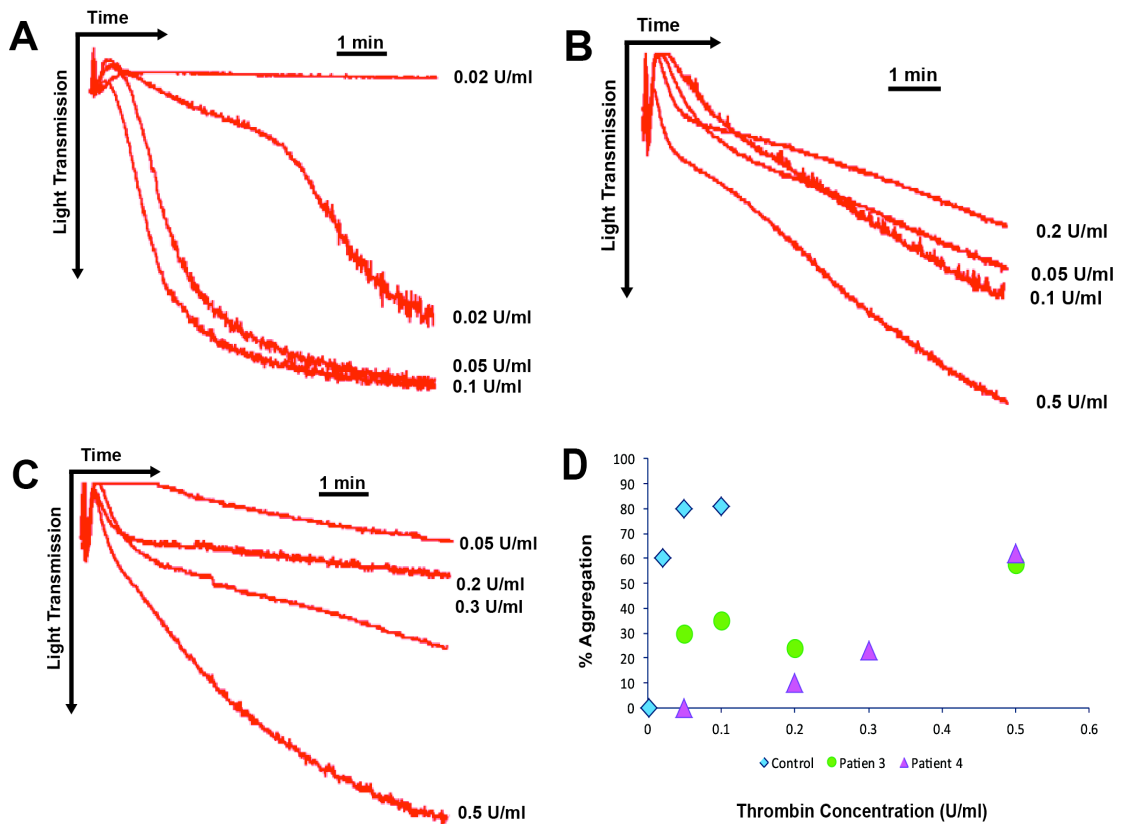 A
Time
1 min
Light Transmission
0.02 U/ml
0.02 U/ml
0.05 U/ml
0.1 U/ml
B
Time
1 min
Light Transmission
0.2 U/ml
0.05 U/ml
0.1 U/ml
0.5 U/ml
C
Time
1 min
Light Transmission
0.05 U/ml
0.2 U/ml
0.3 U/ml
0.5 U/ml
D
% Aggregation
100
90
80
70
60
50
40
30
20
10
0
0 0.1 0.2 0.3 0.4 0.5 0.6
Control Patien 3 Patient 4
Thrombin Concentration (U/ml)